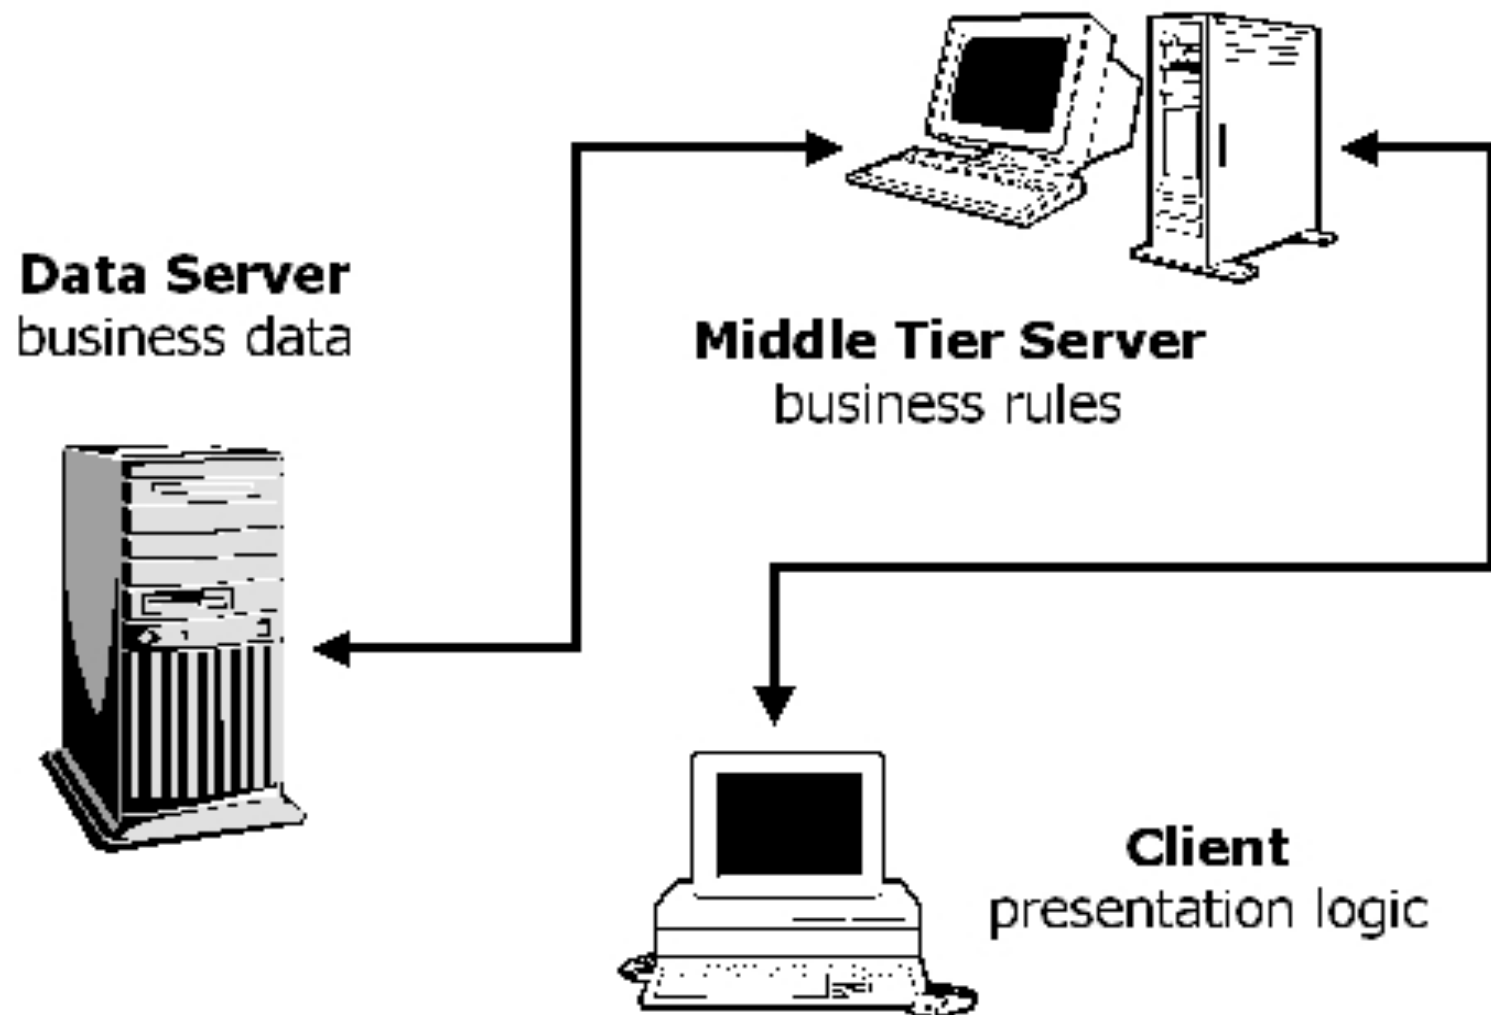 Data Server
business data
Middle Tier Server
business rules
Client
presentation logic